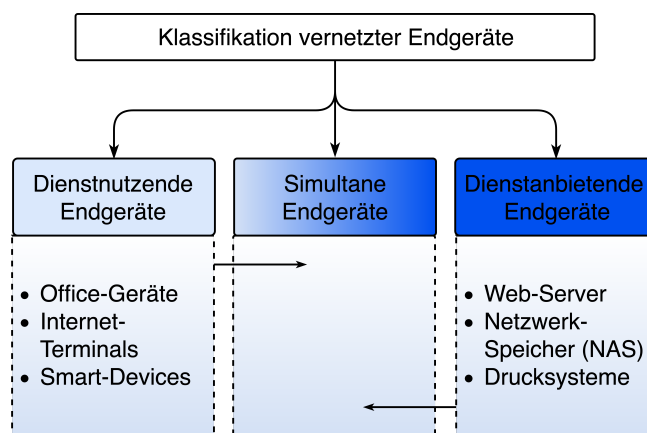 Klassifikation vernetzter Endgeräte
Dienstnutzende
Endgeräte
Simultane
Endgeräte
Dienstanbietende
Endgeräte
• Office-Geräte
• Internet-
Terminals
• Smart-Devices
• Web-Server
• Netzwerk-
Speicher (NAS)
• Drucksysteme